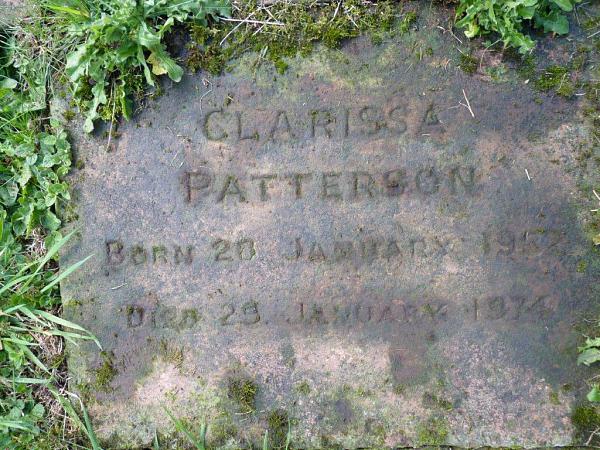 CLARISSA
PATTERSON
BORN 20 JANUARY 1952
DIED 29. JANUARY. 1974